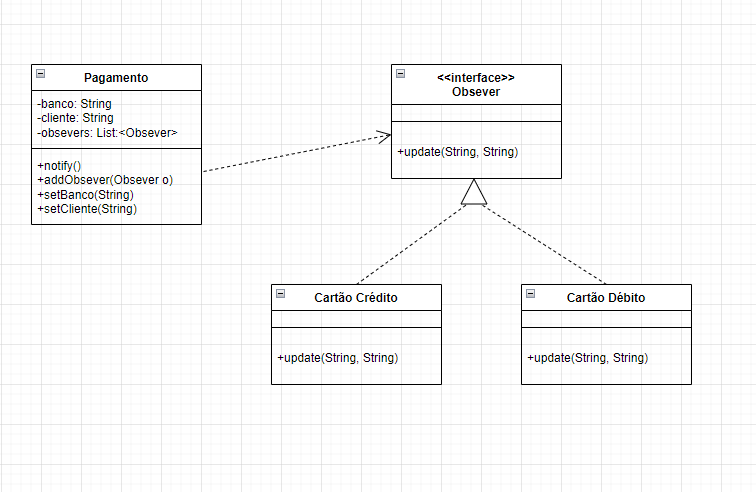 Pagamento
-banco: String
-cliente: String
-obsevers: List:<Obsever>
+notify()
+addObsever(Obsever o)
+setBanco(String)
+setCliente(String)
<<interface>>
Obsever
+update(String, String)
Cartão Crédito
+update(String, String)
Cartão Débito
+update(String, String)